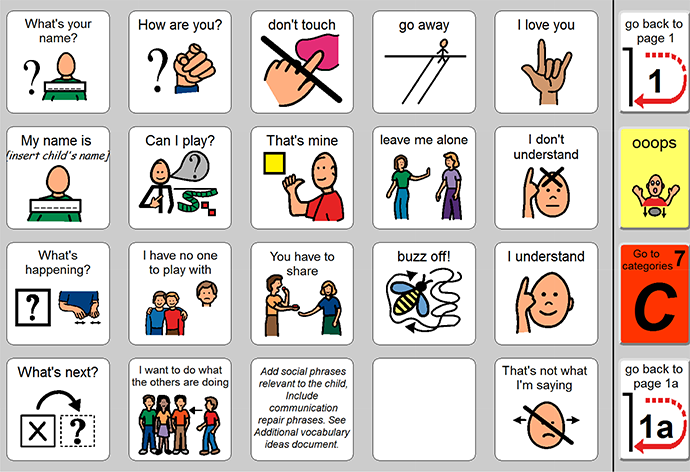 What's your
name?
?
How are you?
?
don't touch
go away
I love you
go back to
page 1
1
My name is
[insert child's name]
Can I play?
?
That's mine
leave me alone
I don't
understand
ooops
What's
happening?
?
I have no one
to play with
You have to
share
buzz off!
I understand
Go to
categories 7
C
What's next?
X ?
I want to do what
the others are doing
Add social phrases
relevant to the child,
Include
communication
repair phrases. See
Additional vocabulary
ideas document.
That's not what
I'm saying
go back to
page 1a
1a